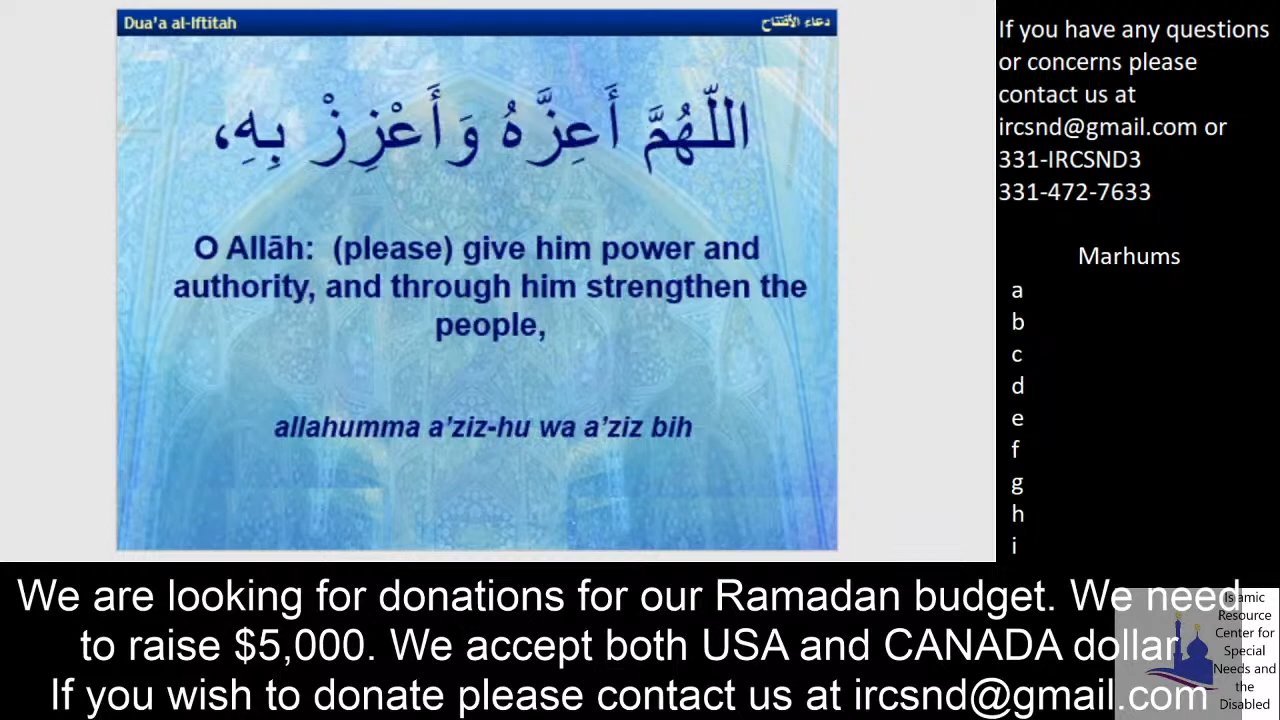 Dua'a al-Iftitah
دعاء الأفتتاح
اللّهُمَّ أَعِزَّهُ وَأَعْزِزْ بِهِ،
O Allāh: (please) give him power and
authority, and through him strengthen the
people,
allahumma a'ziz-hu wa a'ziz bih
If you have any questions
or concerns please
contact us at
ircsnd@gmail.com or
331-IRCSND3
331-472-7633
Marhums
a
b
c
d
e
f
g
h
i
We are looking for donations for our Ramadan budget. We need
to raise $5,000. We accept both USA and CANADA dollar
If you wish to donate please contact us at ircsnd@gmail.com
Islamic
Resource
Center for
Special
Needs and
the
Disabled